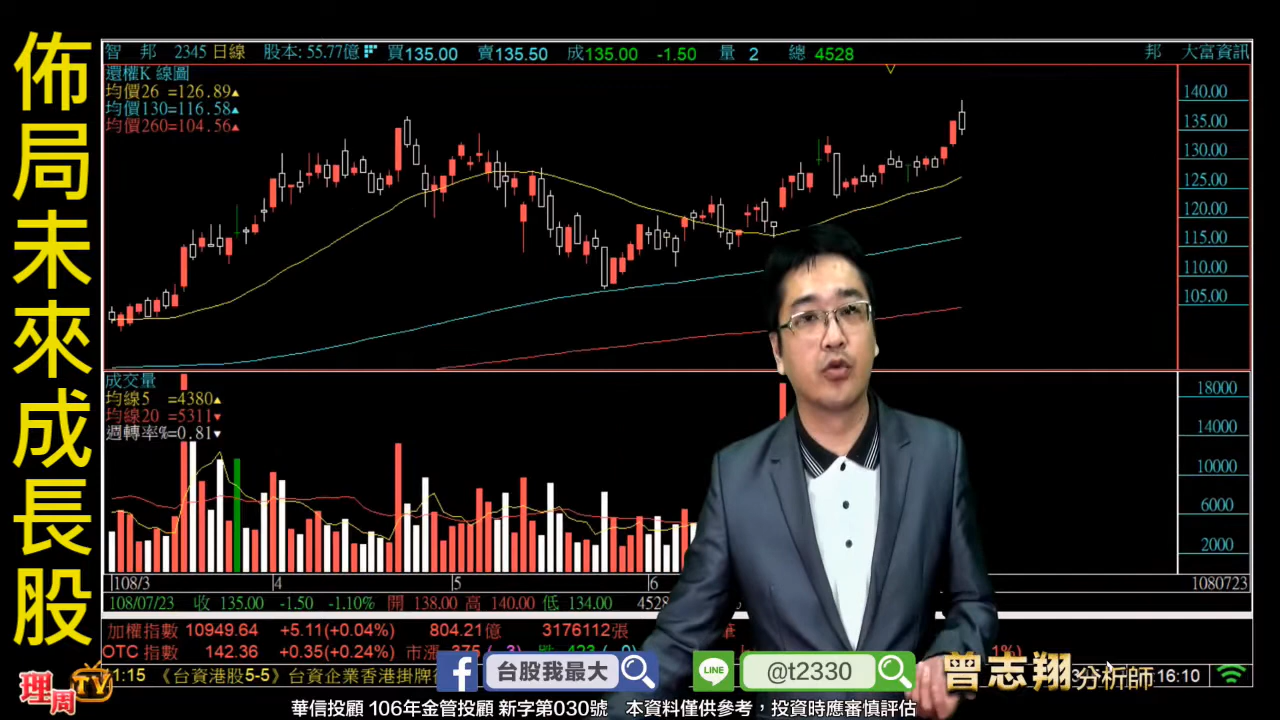 佈局未來成長股
智 邦 2345 日線 股本: 55.77億 買135.00 賣135.50 成135.00 -1.50 量 2 總 4528 邦 大富資訊
還權K 線圖
均價26 =126.89
均價130=116.58
均價260=104.56
140.00
135.00
130.00
125.00
120.00
115.00
110.00
105.00
成交量
均線5 =4380
均線20 =5311
週轉率%=0.81
18000
14000
10000
6000
2000
108/3 4 5 6 1080723
108/07/23 收 135.00 -1.50 -1.10% 開 138.00 高 140.00 低 134.00 4528
加權指數 10949.64 +5.11(+0.04%) 804.21億 3176112張
OTC 指數 142.36 +0.35(+0.24%) 市漲 375
1%)
1:15 《台資港股5-5》台資企業香港掛牌 16:10
理周TV
台股我最大
LINE
@t2330
曾志翔分析師
華信投顧 106年金管投顧 新字第030號 本資料僅供參考，投資時應審慎評估